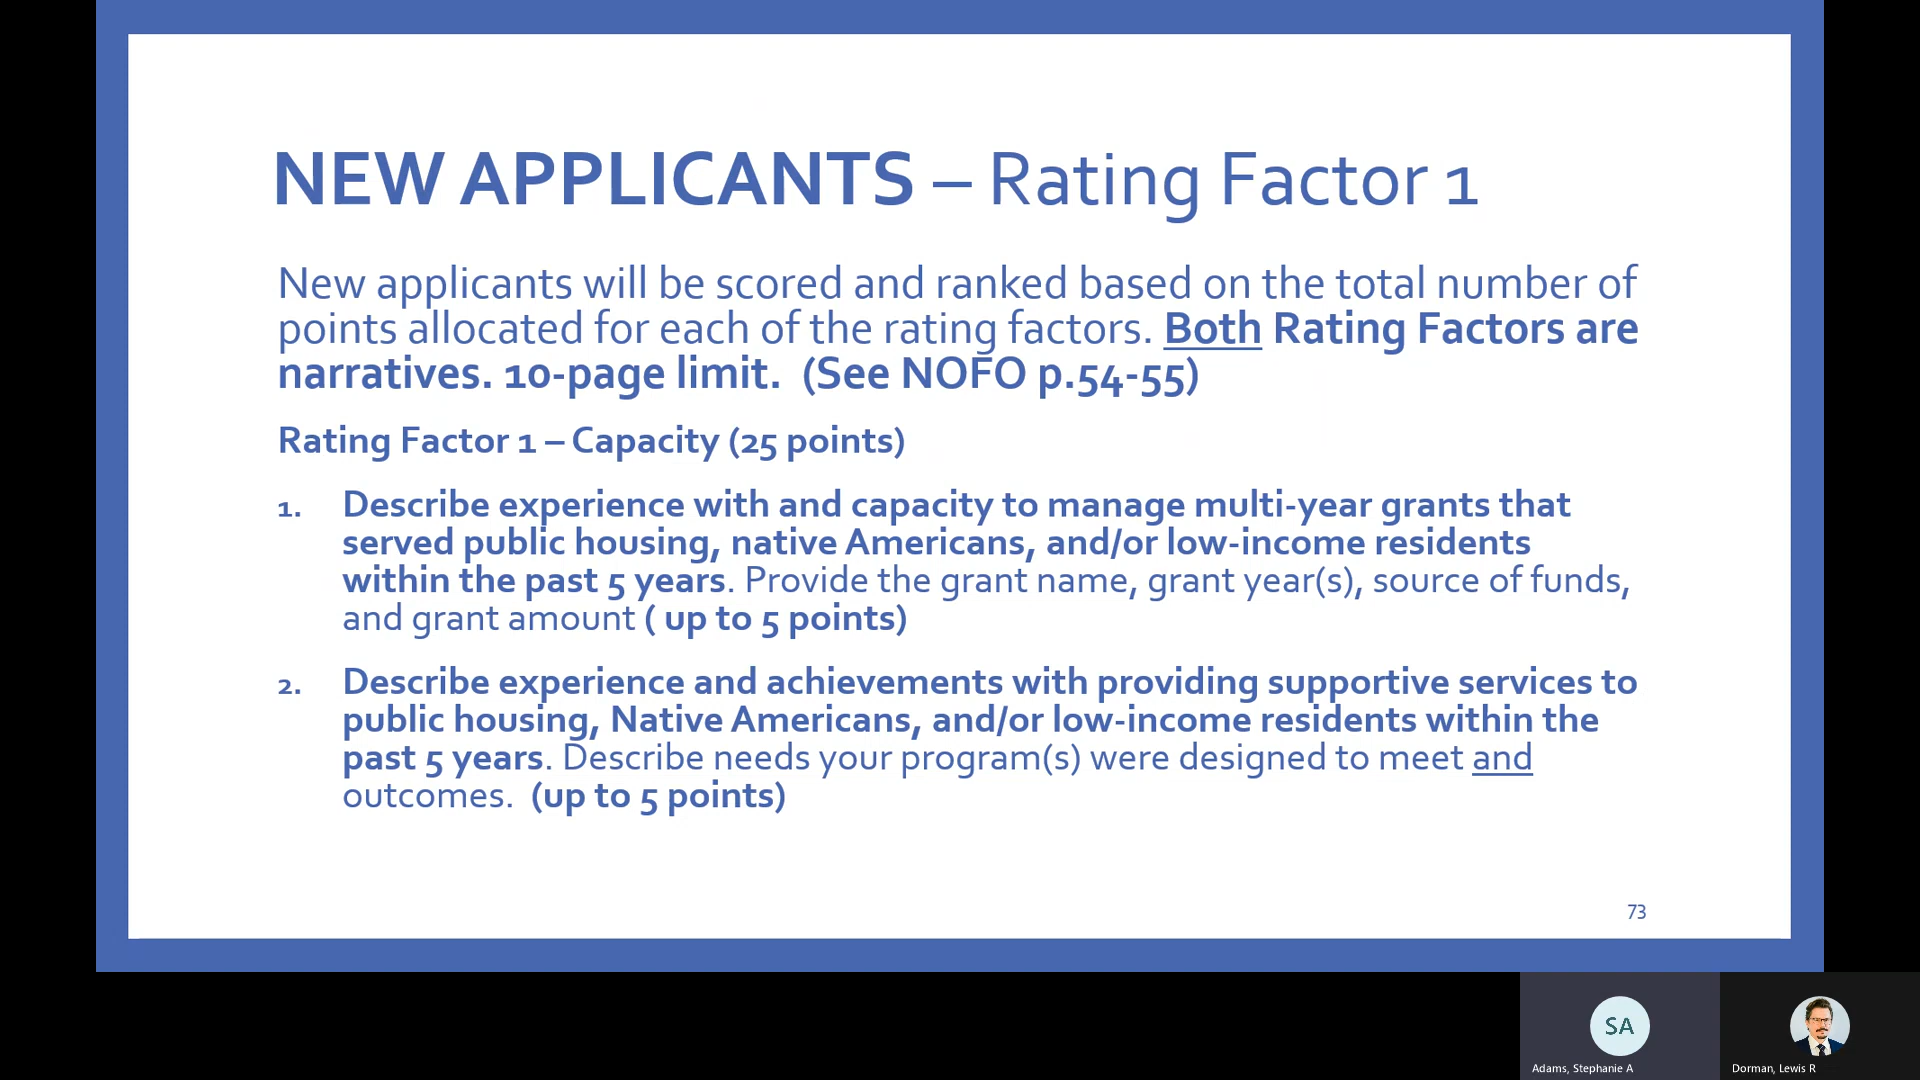 NEW APPLICANTS – Rating Factor 1
New applicants will be scored and ranked based on the total number of
points allocated for each of the rating factors. Both Rating Factors are
narratives. 10-page limit.  (See NOFO p.54-55)
Rating Factor 1 – Capacity (25 points)
1. Describe experience with and capacity to manage multi-year grants that
served public housing, native Americans, and/or low-income residents
within the past 5 years. Provide the grant name, grant year(s), source of funds,
and grant amount ( up to 5 points)
2. Describe experience and achievements with providing supportive services to
public housing, Native Americans, and/or low-income residents within the
past 5 years. Describe needs your program(s) were designed to meet and
outcomes.  (up to 5 points)
73
SA
Adams, Stephanie A
Dorman, Lewis R